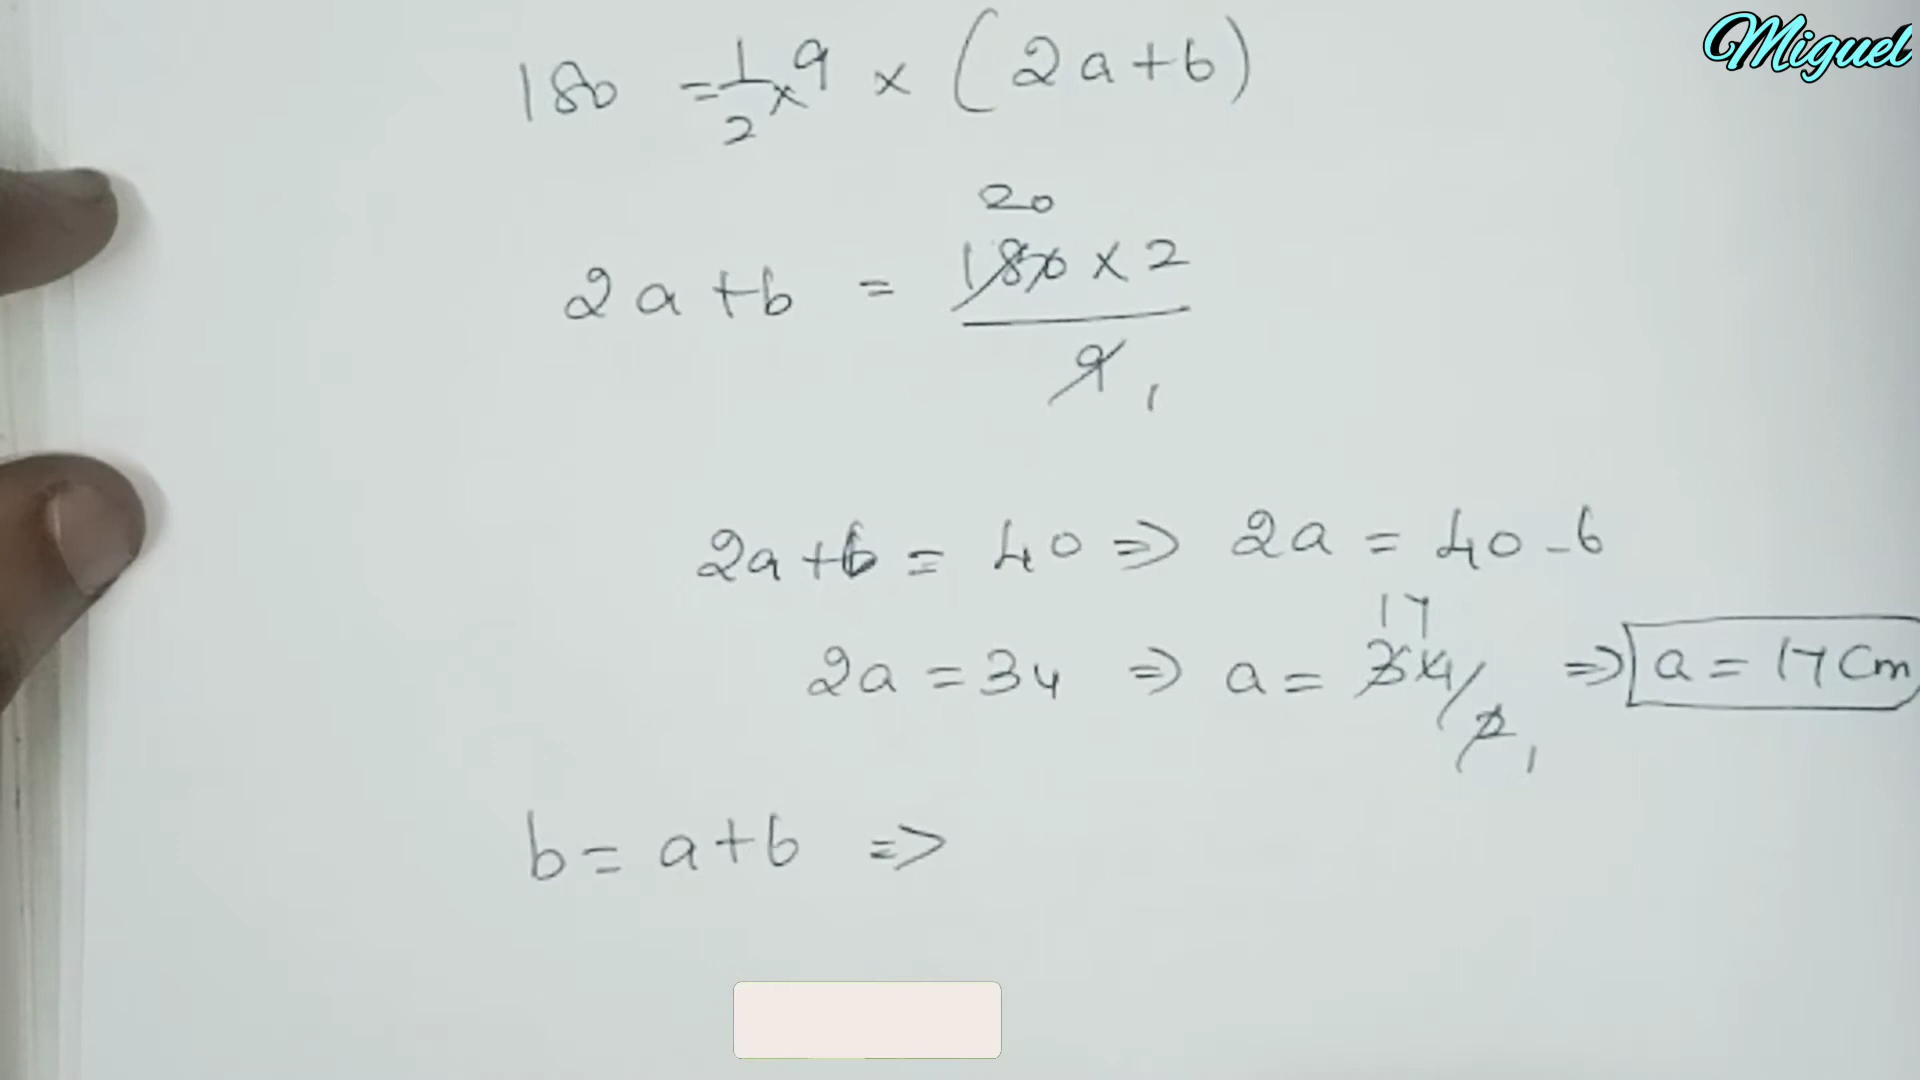 Miguel
180 = 1/2 x 9 x (2a+6)
2a+6 = 20 180 x 2 / 9 1
2a+6 = 40 => 2a = 40-6
2a = 34 => a = 17 34/2 1 => a = 17 Cm
b = a+6 =>